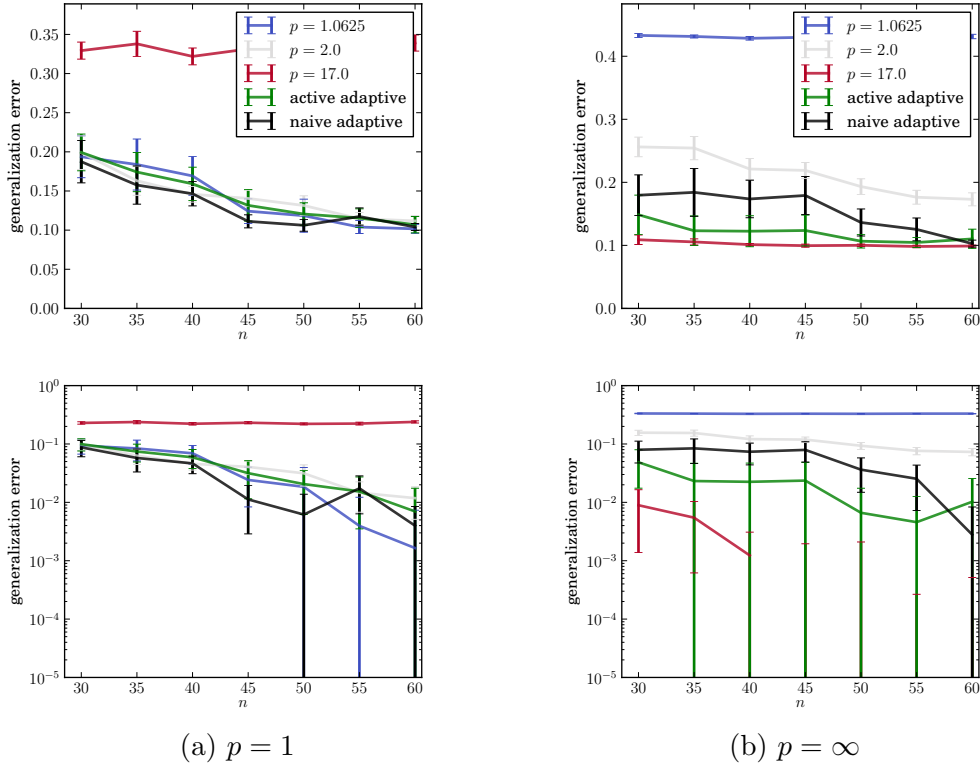 0.35
0.30
0.25
0.20
0.15
0.10
0.05
0.00
generalization error
30 35 40 45 50 55 60
n
p = 1.0625
p = 2.0
p = 17.0
active adaptive
naive adaptive
0.4
0.3
0.2
0.1
0.0
generalization error
30 35 40 45 50 55 60
n
p = 1.0625
p = 2.0
p = 17.0
active adaptive
naive adaptive
10⁰
10⁻¹
10⁻²
10⁻³
10⁻⁴
10⁻⁵
generalization error
30 35 40 45 50 55 60
n
10⁰
10⁻¹
10⁻²
10⁻³
10⁻⁴
10⁻⁵
generalization error
30 35 40 45 50 55 60
n
(a) p = 1
(b) p = ∞